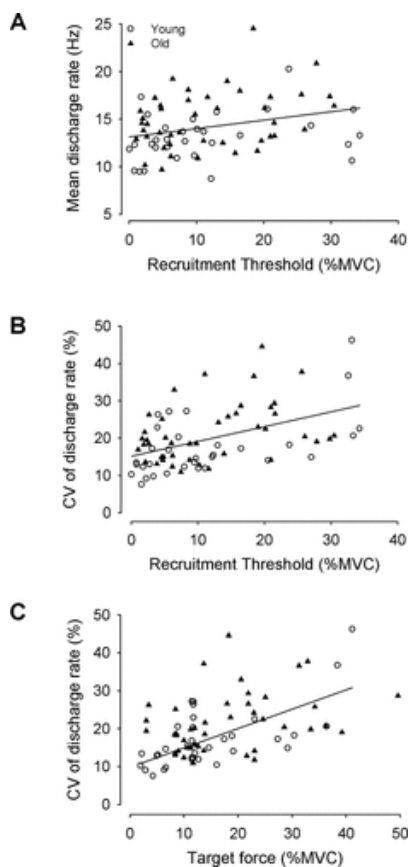 A
Young
Old
Mean discharge rate (Hz)
25
20
15
10
5
0 10 20 30 40
Recruitment Threshold (%MVC)
B
CV of discharge rate (%)
50
40
30
20
10
0
0 10 20 30 40
Recruitment Threshold (%MVC)
C
CV of discharge rate (%)
50
40
30
20
10
0
0 10 20 30 40 50
Target force (%MVC)